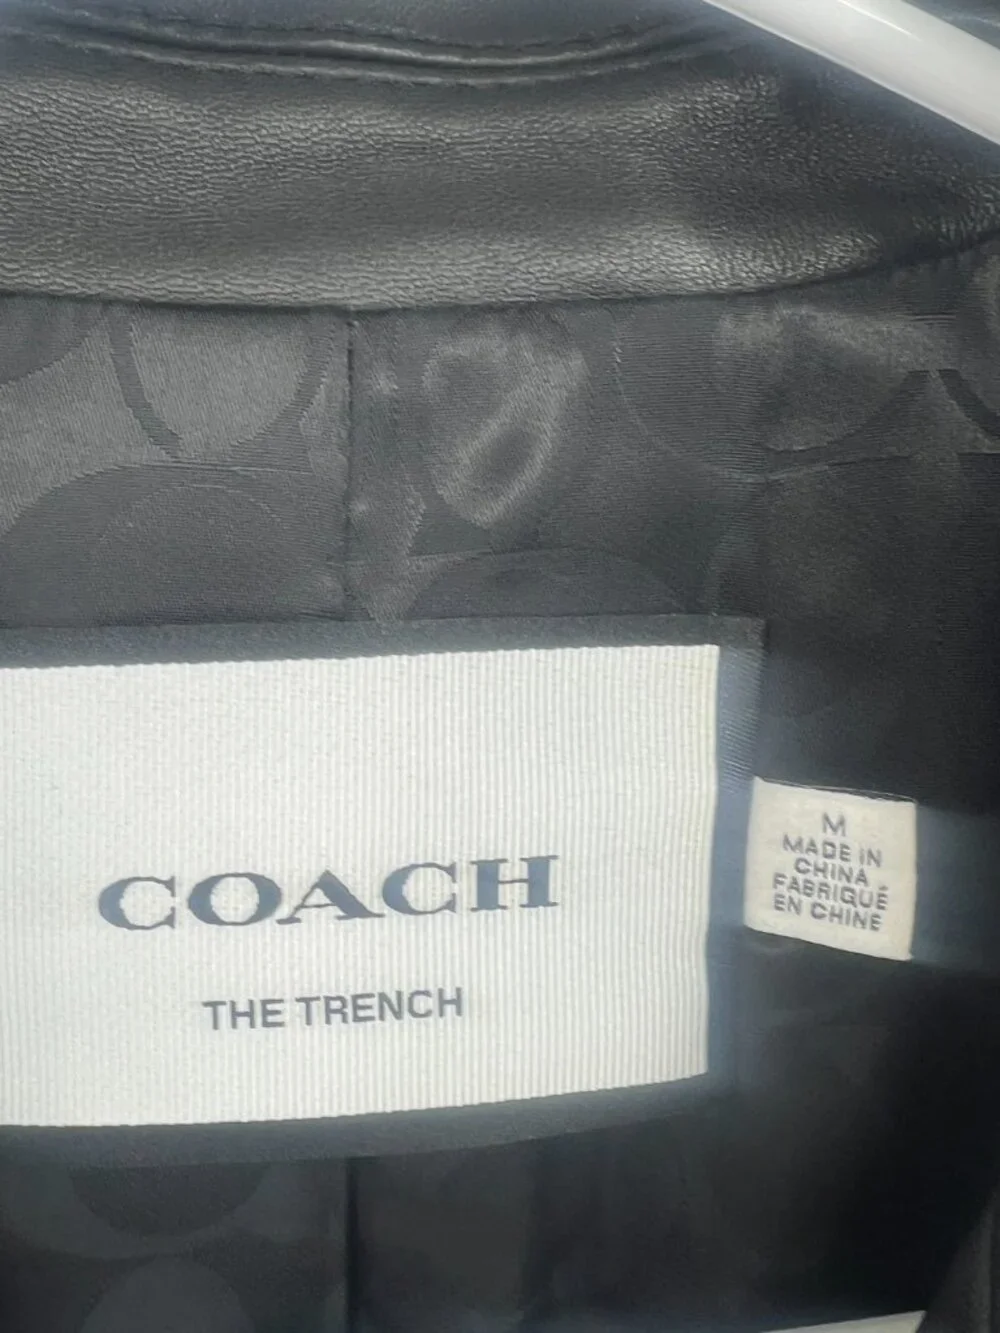 COACH
THE TRENCH
M
MADE IN
CHINA
FABRIQUÉ
EN CHINE